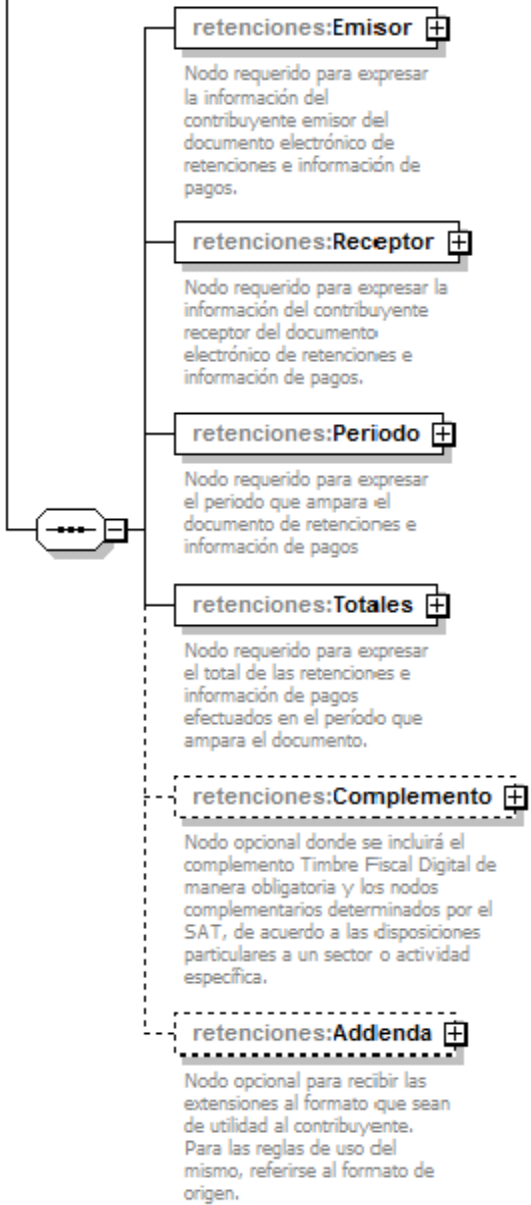 retenciones:Emisor
Nodo requerido para expresar
la información del
contribuyente emisor del
documento electrónico de
retenciones e información de
pagos.
retenciones:Receptor
Nodo requerido para expresar la
información del contribuyente
receptor del documento
electrónico de retenciones e
información de pagos.
retenciones:Periodo
Nodo requerido para expresar
el periodo que ampara el
documento de retenciones e
información de pagos
retenciones:Totales
Nodo requerido para expresar
el total de las retenciones e
información de pagos
efectuados en el período que
ampara el documento.
retenciones:Complemento
Nodo opcional donde se incluirá el
complemento Timbre Fiscal Digital de
manera obligatoria y los nodos
complementarios determinados por el
SAT, de acuerdo a las disposiciones
particulares a un sector o actividad
específica.
retenciones:Addenda
Nodo opcional para recibir las
extensiones al formato que sean
de utilidad al contribuyente.
Para las reglas de uso del
mismo, referirse al formato de
origen.